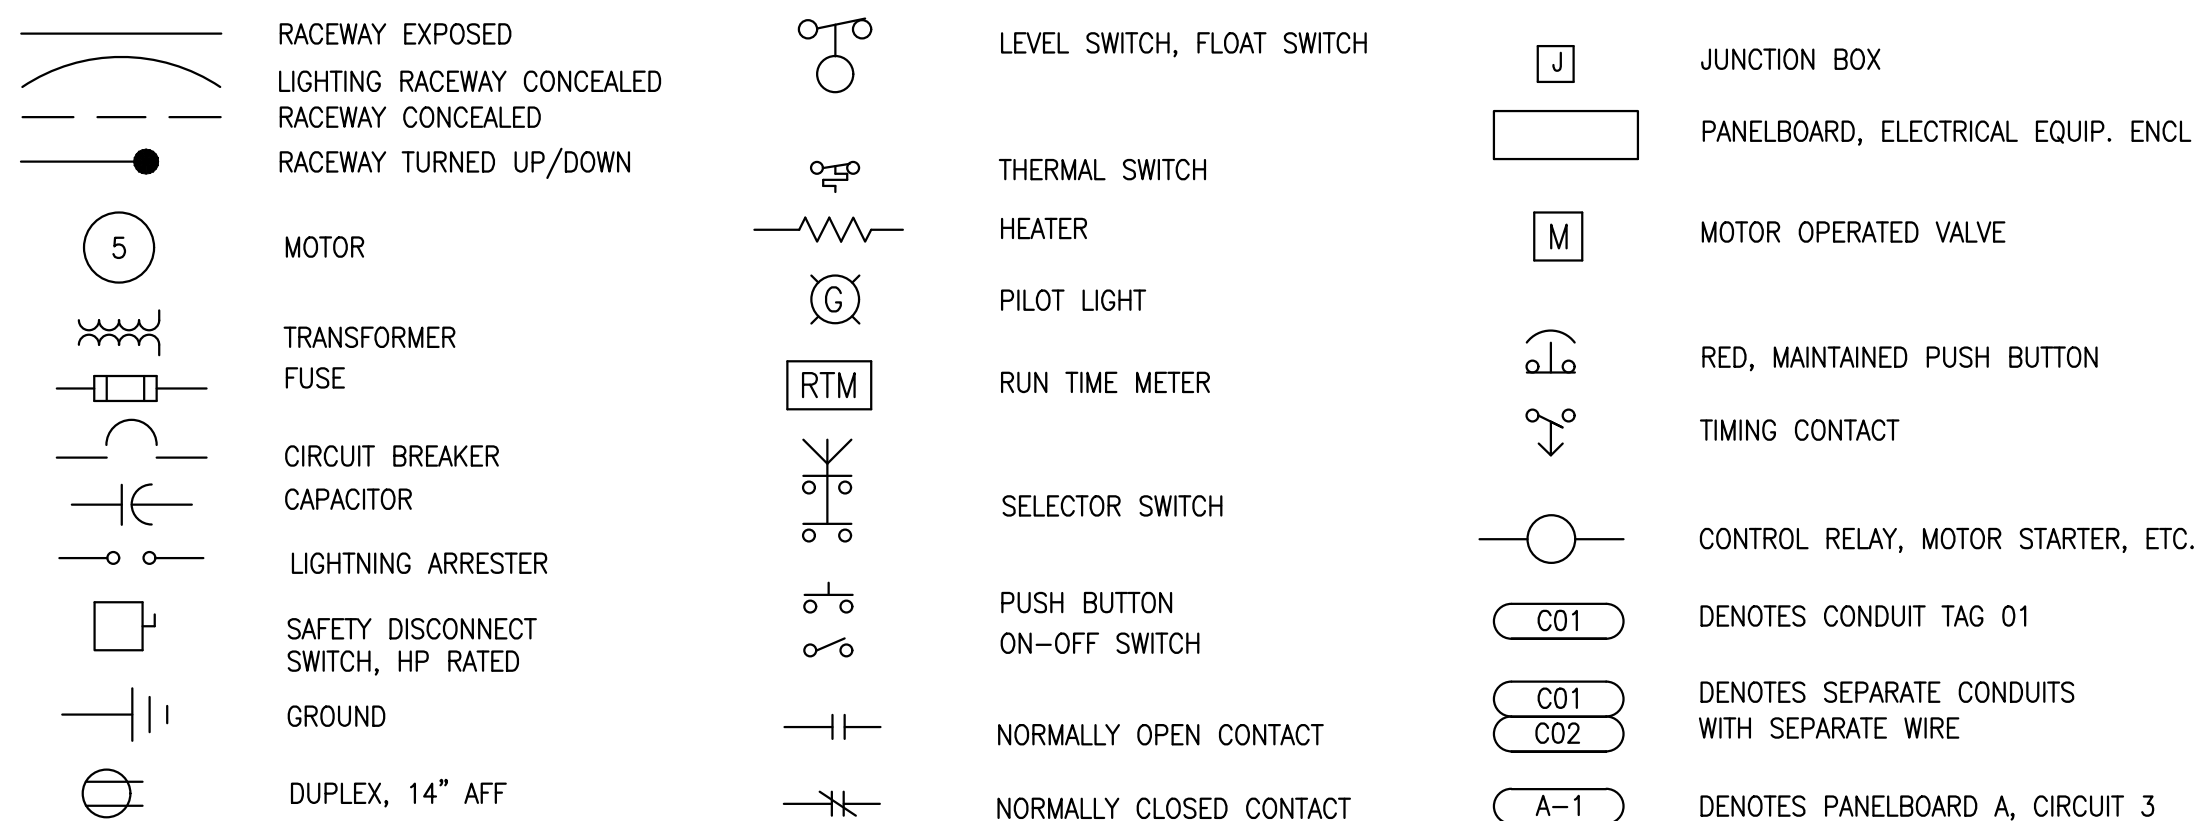 RACEWAY EXPOSED
LIGHTING RACEWAY CONCEALED
RACEWAY CONCEALED
RACEWAY TURNED UP/DOWN
5
MOTOR
TRANSFORMER
FUSE
CIRCUIT BREAKER
CAPACITOR
LIGHTNING ARRESTER
SAFETY DISCONNECT
SWITCH, HP RATED
GROUND
DUPLEX, 14" AFF
LEVEL SWITCH, FLOAT SWITCH
THERMAL SWITCH
HEATER
G
PILOT LIGHT
RTM
RUN TIME METER
SELECTOR SWITCH
PUSH BUTTON
ON-OFF SWITCH
NORMALLY OPEN CONTACT
NORMALLY CLOSED CONTACT
J
JUNCTION BOX
PANELBOARD, ELECTRICAL EQUIP. ENCL
M
MOTOR OPERATED VALVE
RED, MAINTAINED PUSH BUTTON
TIMING CONTACT
CONTROL RELAY, MOTOR STARTER, ETC.
C01
DENOTES CONDUIT TAG 01
C01
DENOTES SEPARATE CONDUITS
C02
WITH SEPARATE WIRE
A-1
DENOTES PANELBOARD A, CIRCUIT 3